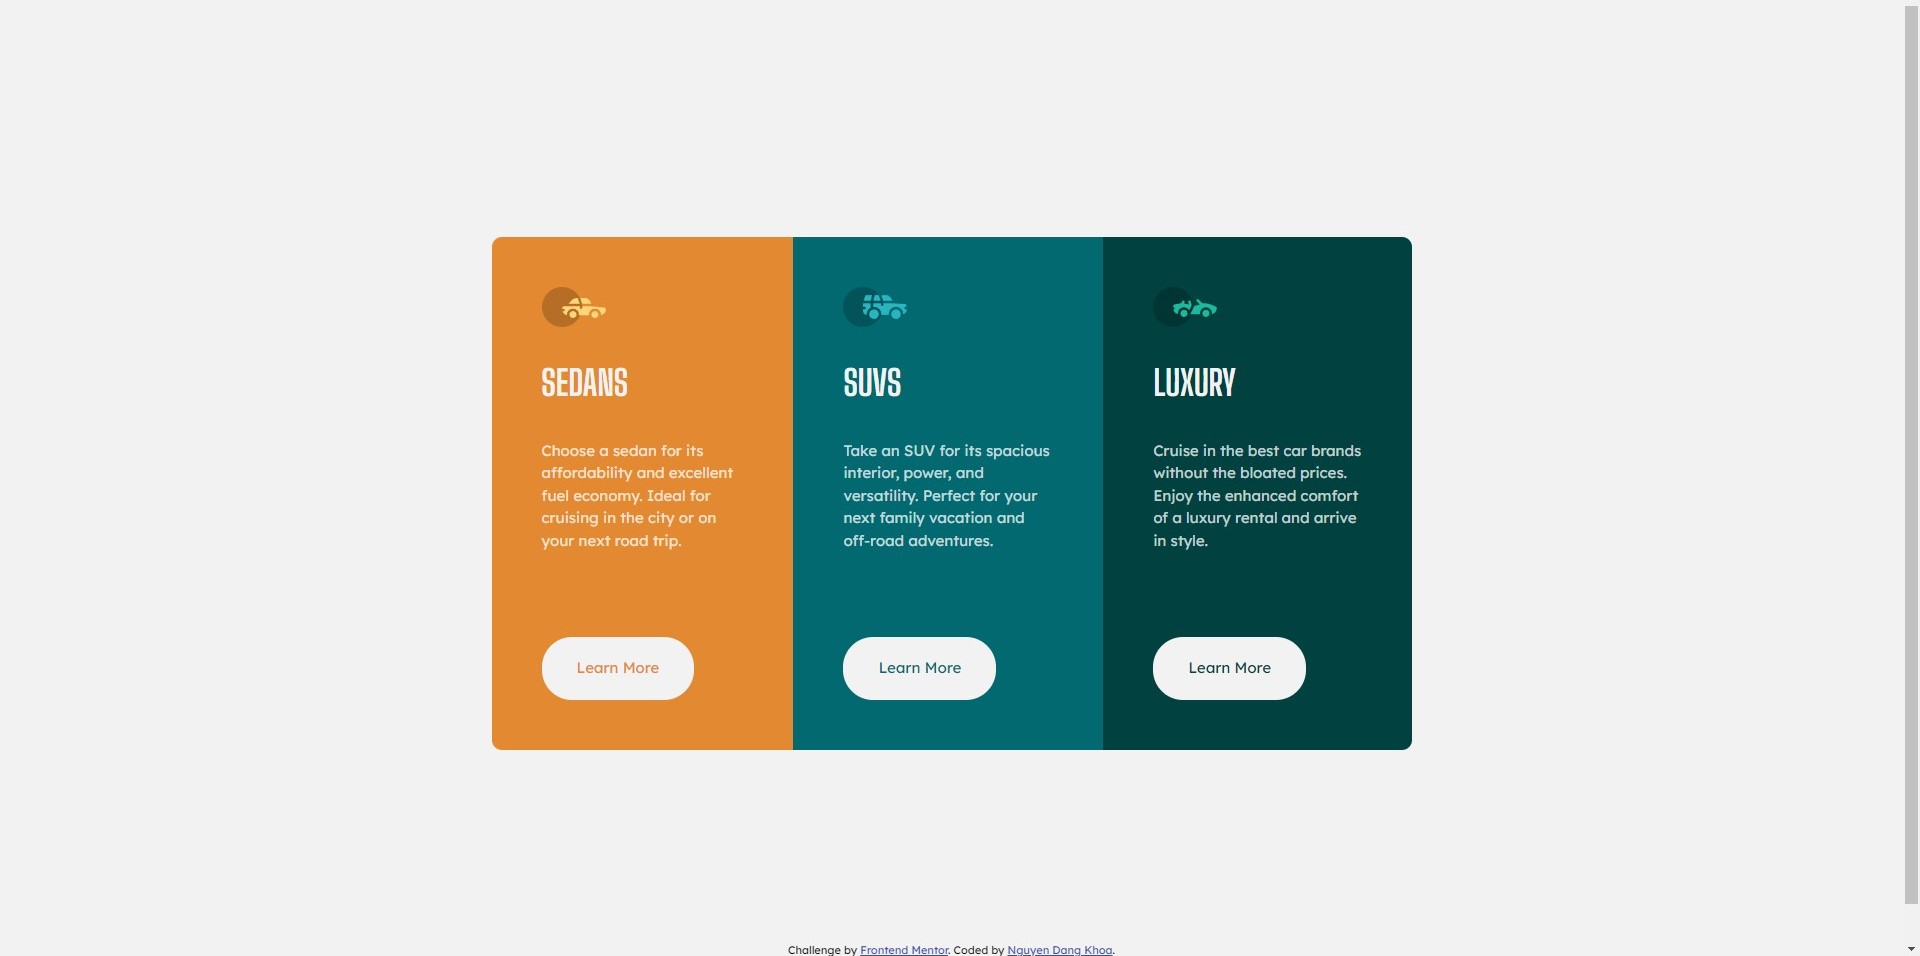 SEDANS
Choose a sedan for its
affordability and excellent
fuel economy. Ideal for
cruising in the city or on
your next road trip.
Learn More
SUVS
Take an SUV for its spacious
interior, power, and
versatility. Perfect for your
next family vacation and
off-road adventures.
Learn More
LUXURY
Cruise in the best car brands
without the bloated prices.
Enjoy the enhanced comfort
of a luxury rental and arrive
in style.
Learn More
Challenge by Frontend Mentor. Coded by Nguyen Dang Khoa.